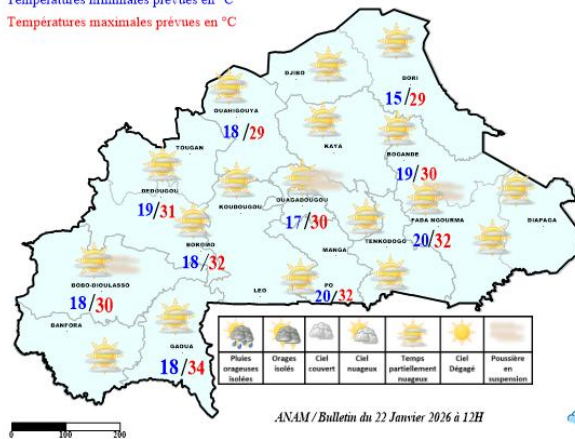 Températures minimales prévues en °C
Températures maximales prévues en °C
DJIBO
DORI
15/29
OUAHIGOUYA
18/29
TOUGAN
KAYA
BOGANDE
19/30
DEDOUGOU
19/31
KOUDOUGOU
OUAGADOUGOU
17/30
FADA NGOURMA
20/32
DIAPAGA
BOROMO
18/32
MANGA
TENKODOGO
BOBO-DIOULASSO
18/30
LEO
PO
20/32
BANFORA
GAOUA
18/34
Pluies orageuses isolées
Orages isolés
Ciel couvert
Ciel nuageux
Temps partiellement nuageux
Ciel Dégagé
Poussière en suspension
ANAM / Bulletin du 22 Janvier 2026 à 12H
0 100 200